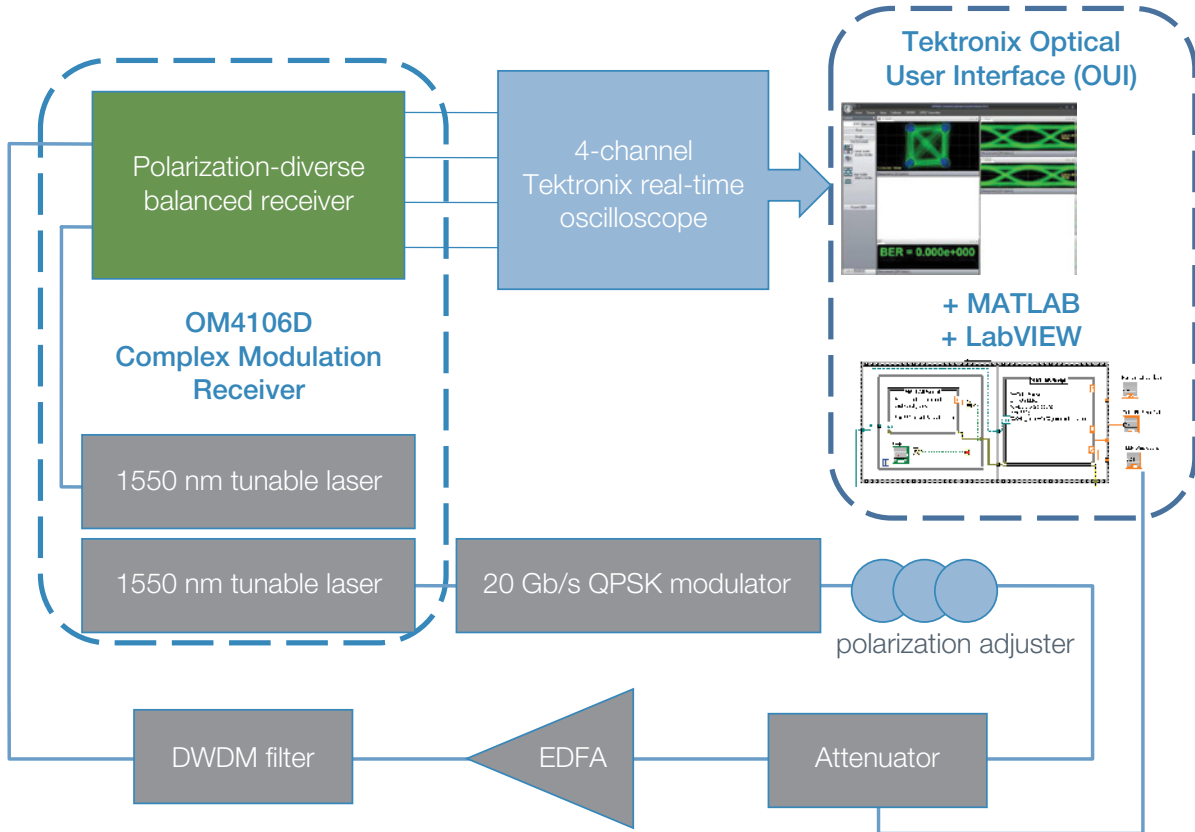 Tektronix Optical
User Interface (OUI)
Polarization-diverse
balanced receiver
4-channel
Tektronix real-time
oscilloscope
BER = 0.000e+000
+ MATLAB
+ LabVIEW
OM4106D
Complex Modulation
Receiver
1550 nm tunable laser
1550 nm tunable laser
20 Gb/s QPSK modulator
polarization adjuster
DWDM filter
EDFA
Attenuator